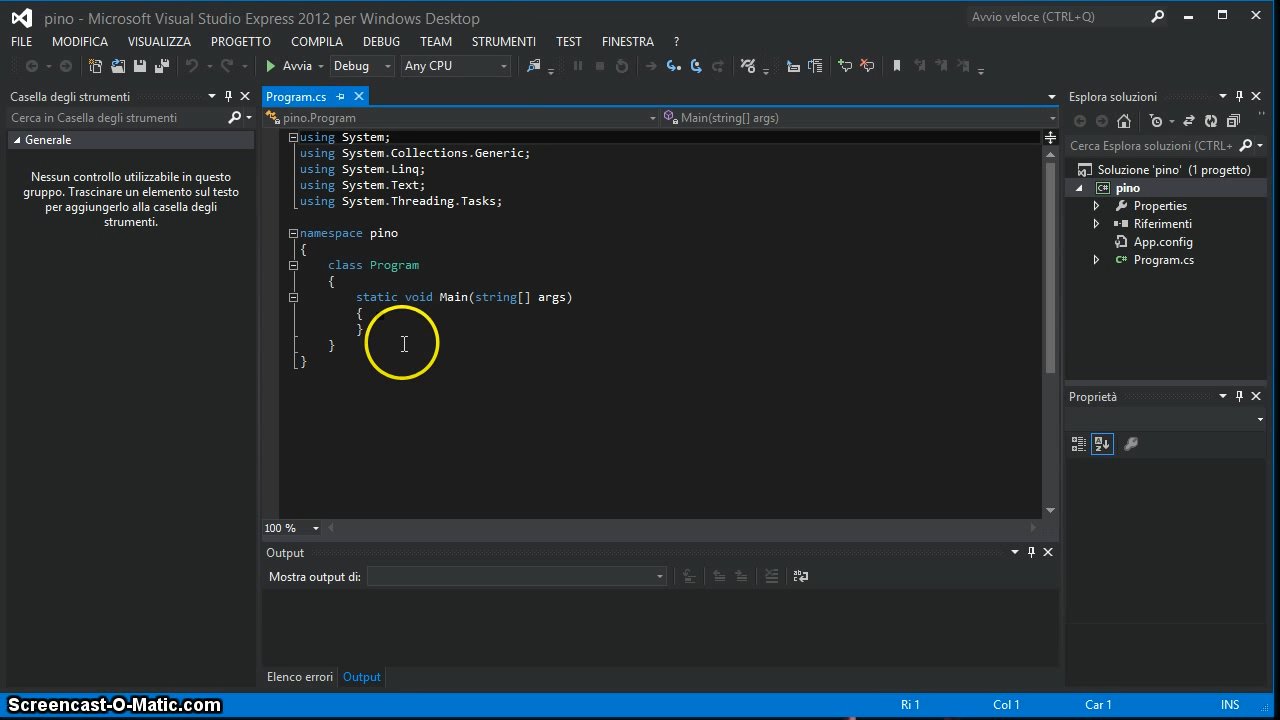 pino - Microsoft Visual Studio Express 2012 per Windows Desktop
Avvio veloce (CTRL+Q)
FILE MODIFICA VISUALIZZA PROGETTO COMPILA DEBUG TEAM STRUMENTI TEST FINESTRA ?
Avvia Debug Any CPU
Casella degli strumenti
Cerca in Casella degli strumenti
Generale
Nessun controllo utilizzabile in questo
gruppo. Trascinare un elemento sul testo
per aggiungerlo alla casella degli
strumenti.
Program.cs
pino.Program Main(string[] args)
using System;
using System.Collections.Generic;
using System.Linq;
using System.Text;
using System.Threading.Tasks;
namespace pino
{
class Program
{
static void Main(string[] args)
{
}
}
}
100 %
Output
Mostra output di:
Elenco errori Output
Esplora soluzioni
Cerca Esplora soluzioni (CTRL+
Soluzione 'pino' (1 progetto)
C# pino
Properties
Riferimenti
App.config
C# Program.cs
Proprietà
Screencast-O-Matic.com
Ri 1 Col 1 Car 1 INS